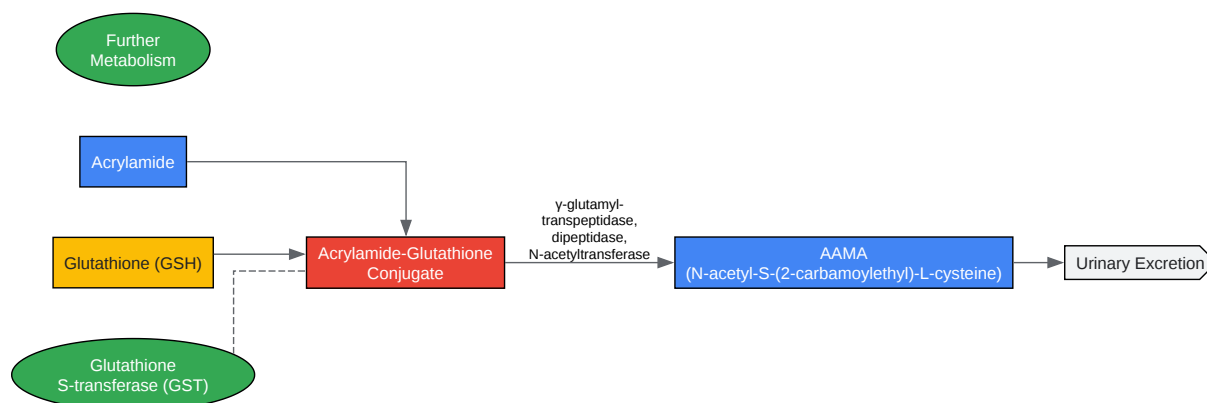 Further
Metabolism
Acrylamide
Glutathione (GSH)
Glutathione
S-transferase (GST)
Acrylamide-Glutathione
Conjugate
γ-glutamyl-
transpeptidase,
dipeptidase,
N-acetyltransferase
AAMA
(N-acetyl-S-(2-carbamoylethyl)-L-cysteine)
Urinary Excretion